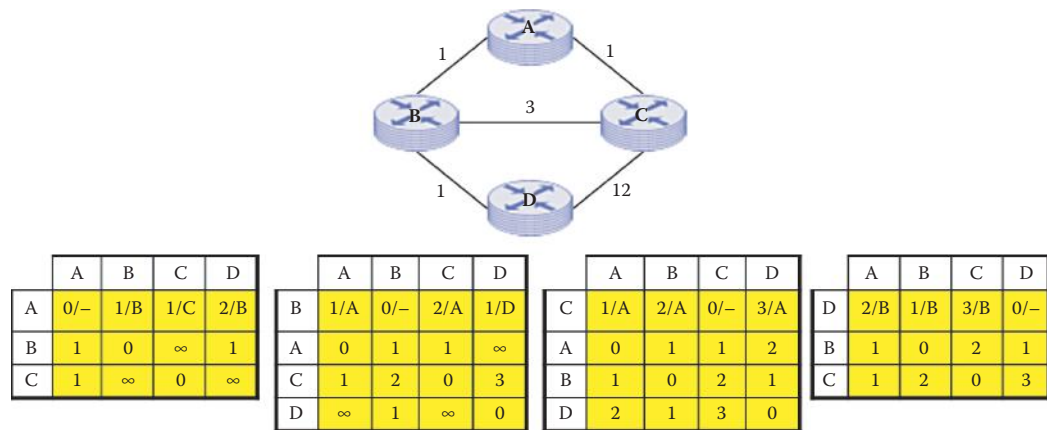 A
1 1
B 3 C
1 12
D
A B C D
A 0/– 1/B 1/C 2/B
B 1 0 ∞ 1
C 1 ∞ 0 ∞
A B C D
B 1/A 0/– 2/A 1/D
A 0 1 1 ∞
C 1 2 0 3
D ∞ 1 ∞ 0
A B C D
C 1/A 2/A 0/– 3/A
A 0 1 1 2
B 1 0 2 1
D 2 1 3 0
A B C D
D 2/B 1/B 3/B 0/–
B 1 0 2 1
C 1 2 0 3